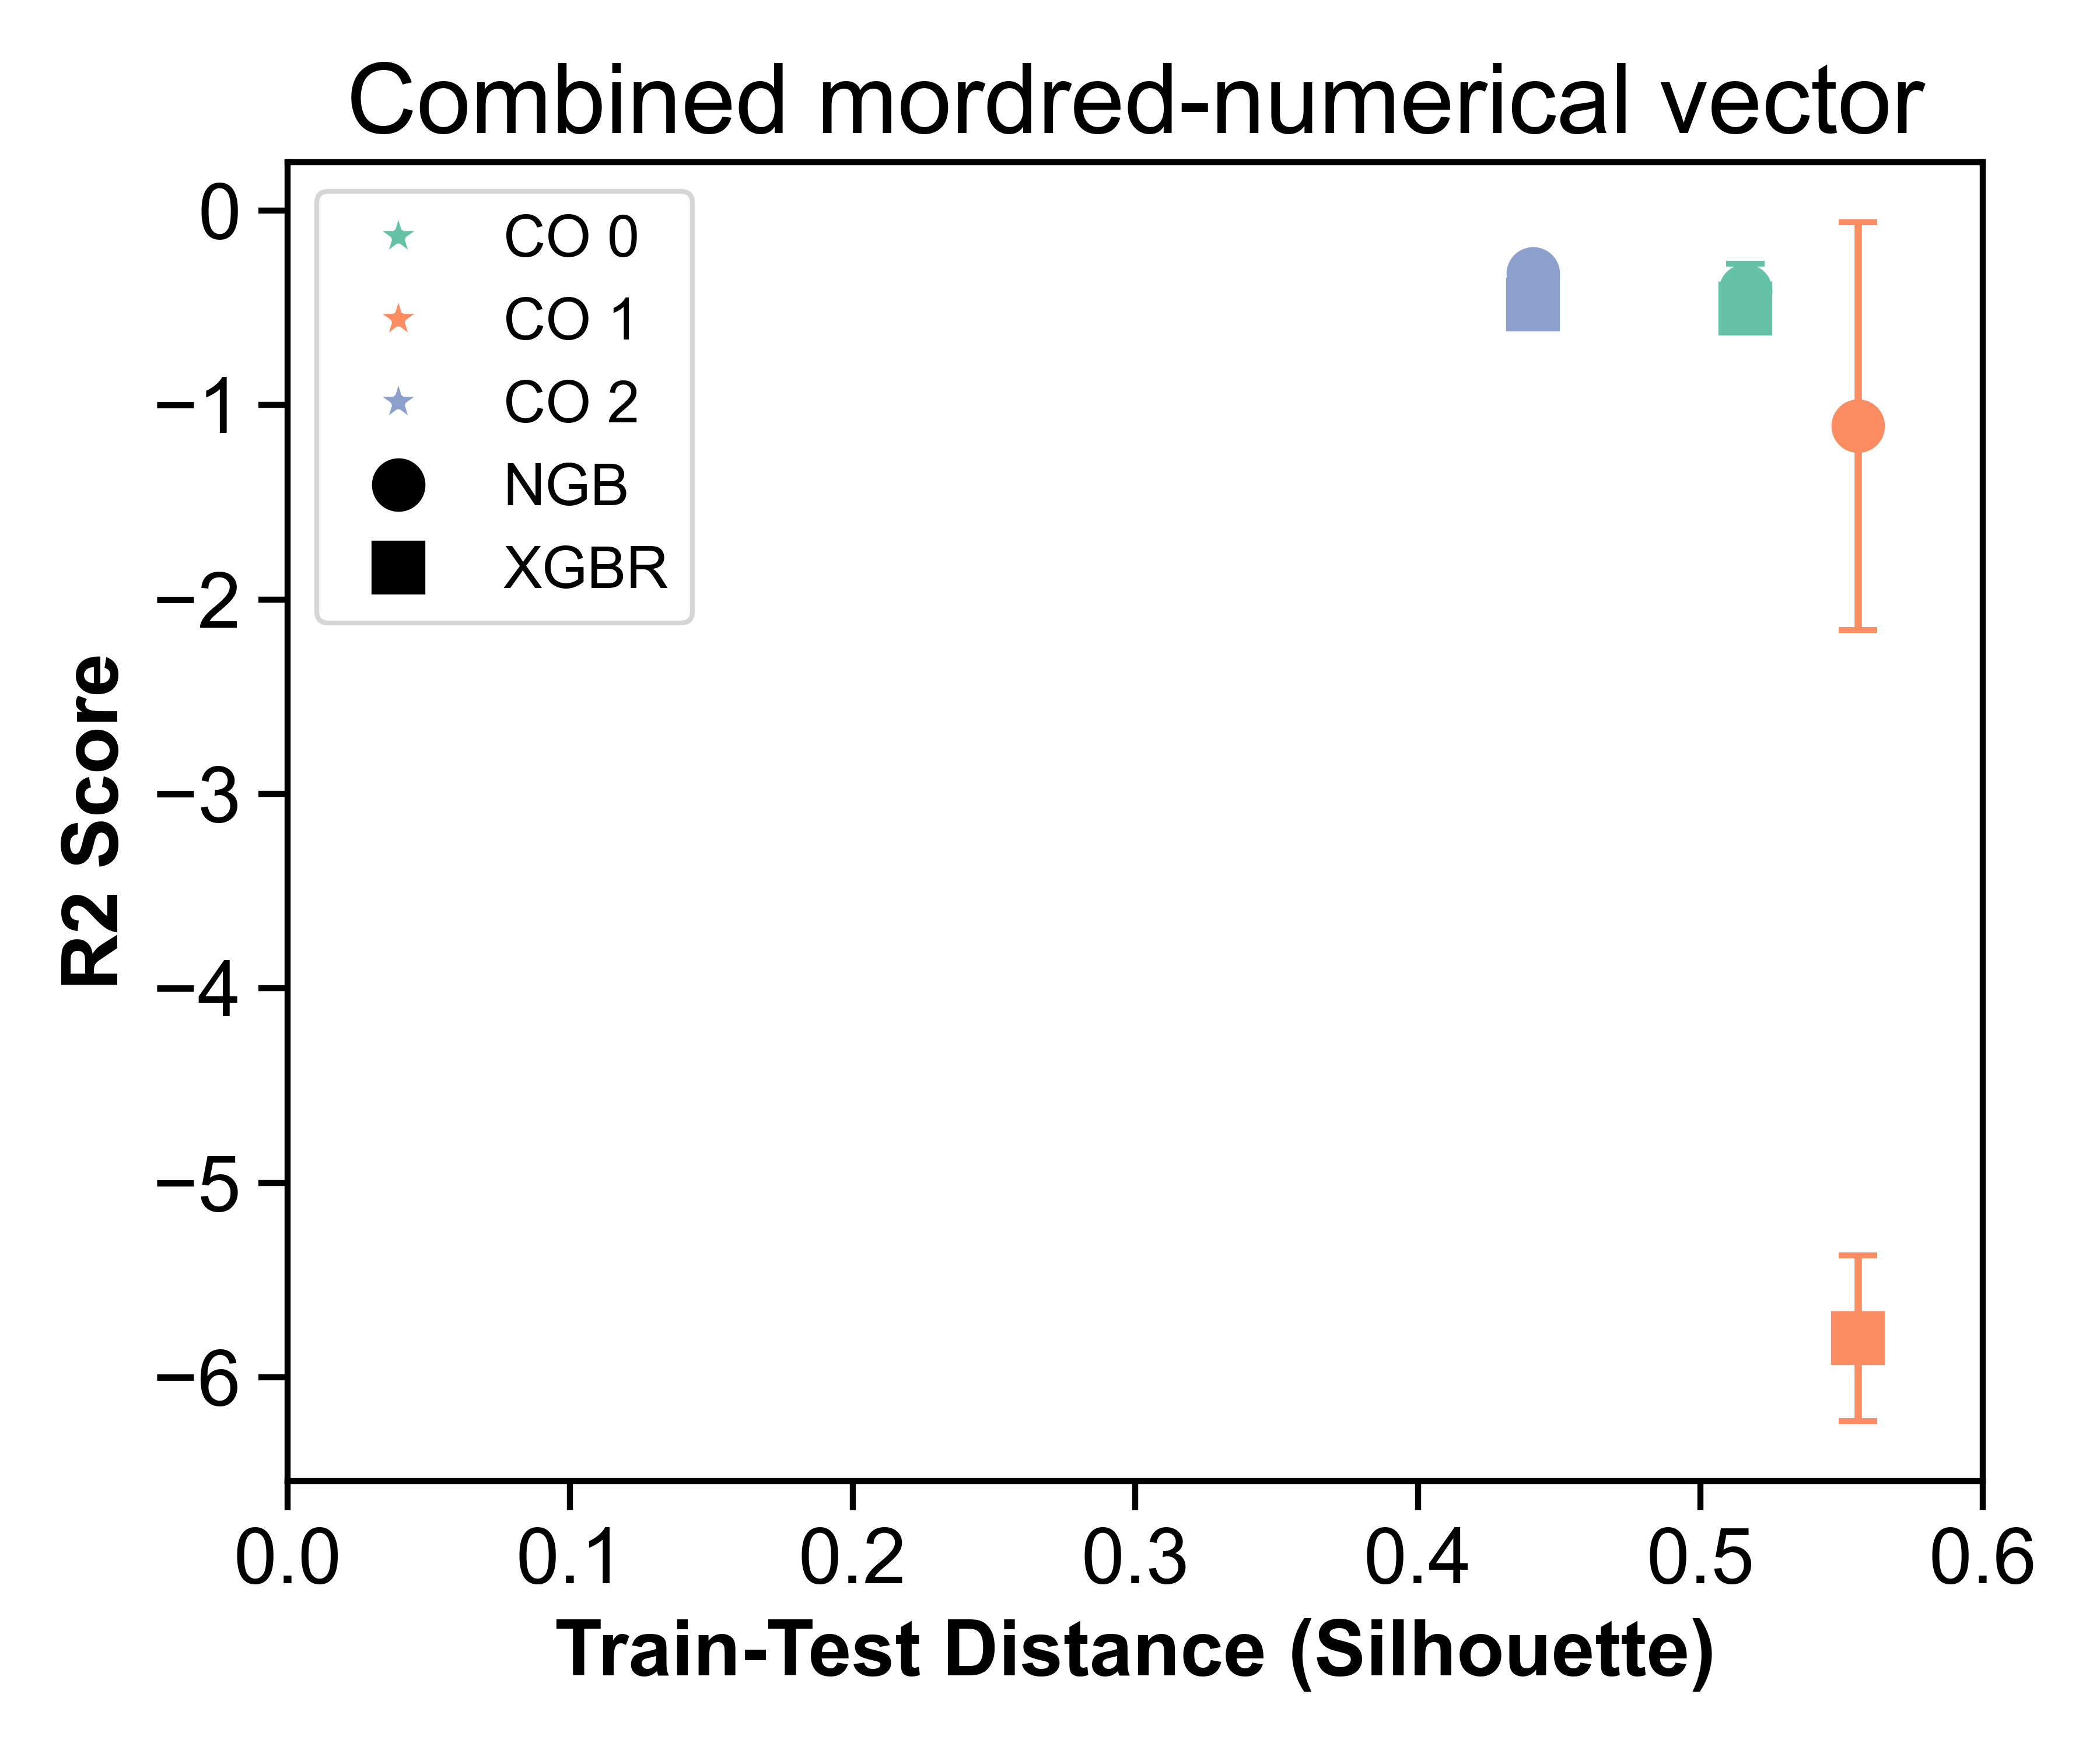 Combined mordred-numerical vector
0
−1
−2
−3
−4
−5
−6
R2 Score
CO 0
CO 1
CO 2
NGB
XGBR
0.0 0.1 0.2 0.3 0.4 0.5 0.6
Train-Test Distance (Silhouette)